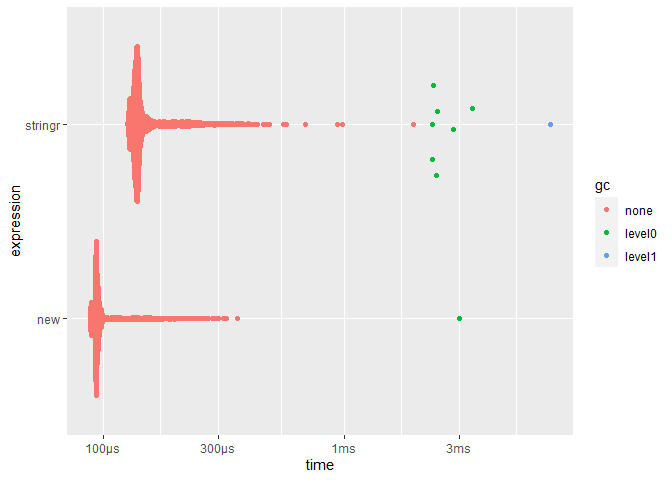 stringr
new
expression
100µs
300µs
1ms
3ms
time
gc
none
level0
level1